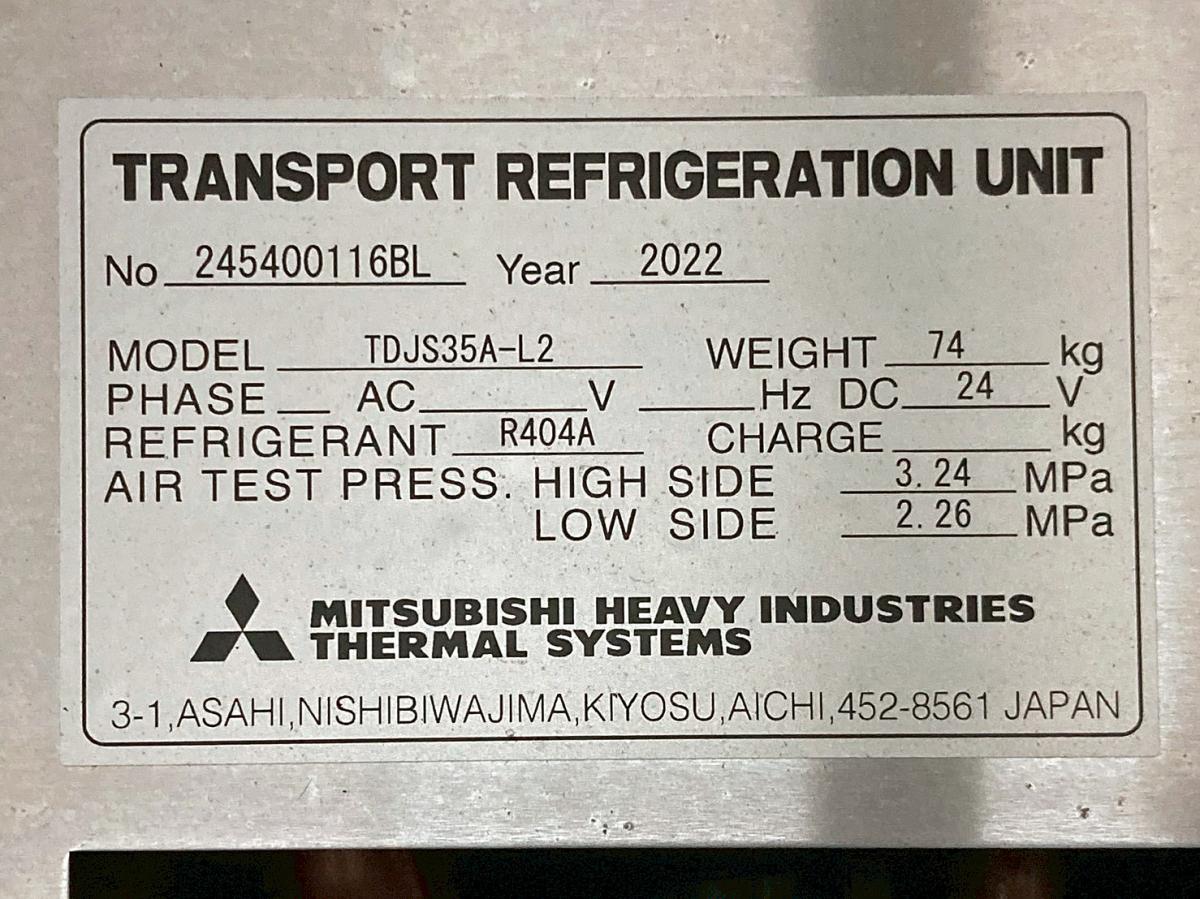 TRANSPORT REFRIGERATION UNIT
No 245400116BL Year 2022
MODEL TDJS35A-L2 WEIGHT 74 kg
PHASE AC V Hz DC 24 V
REFRIGERANT R404A CHARGE kg
AIR TEST PRESS. HIGH SIDE 3.24 MPa
LOW SIDE 2.26 MPa
MITSUBISHI HEAVY INDUSTRIES
THERMAL SYSTEMS
3-1,ASAHI,NISHIBIWAJIMA,KIYOSU,AICHI,452-8561 JAPAN